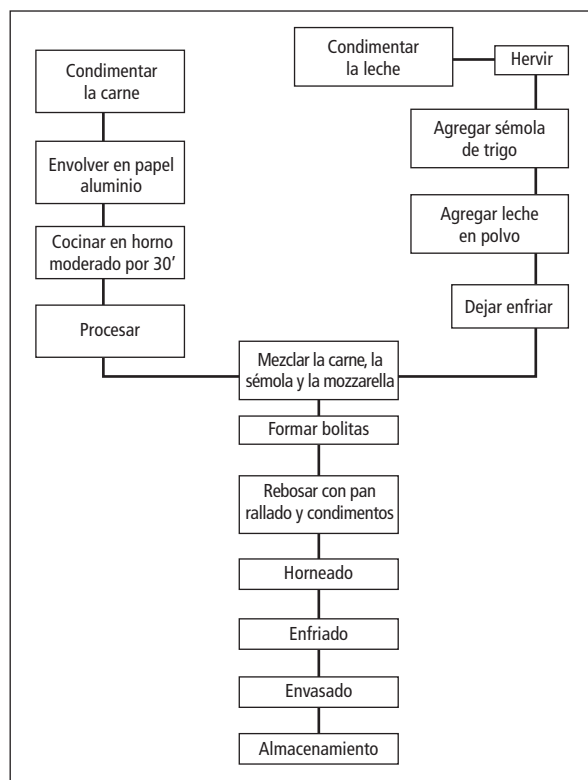 Condimentar
la carne
Envolver en papel
aluminio
Cocinar en horno
moderado por 30’
Procesar
Condimentar
la leche
Hervir
Agregar sémola
de trigo
Agregar leche
en polvo
Dejar enfriar
Mezclar la carne, la
sémola y la mozzarella
Formar bolitas
Rebosar con pan
rallado y condimentos
Horneado
Enfriado
Envasado
Almacenamiento